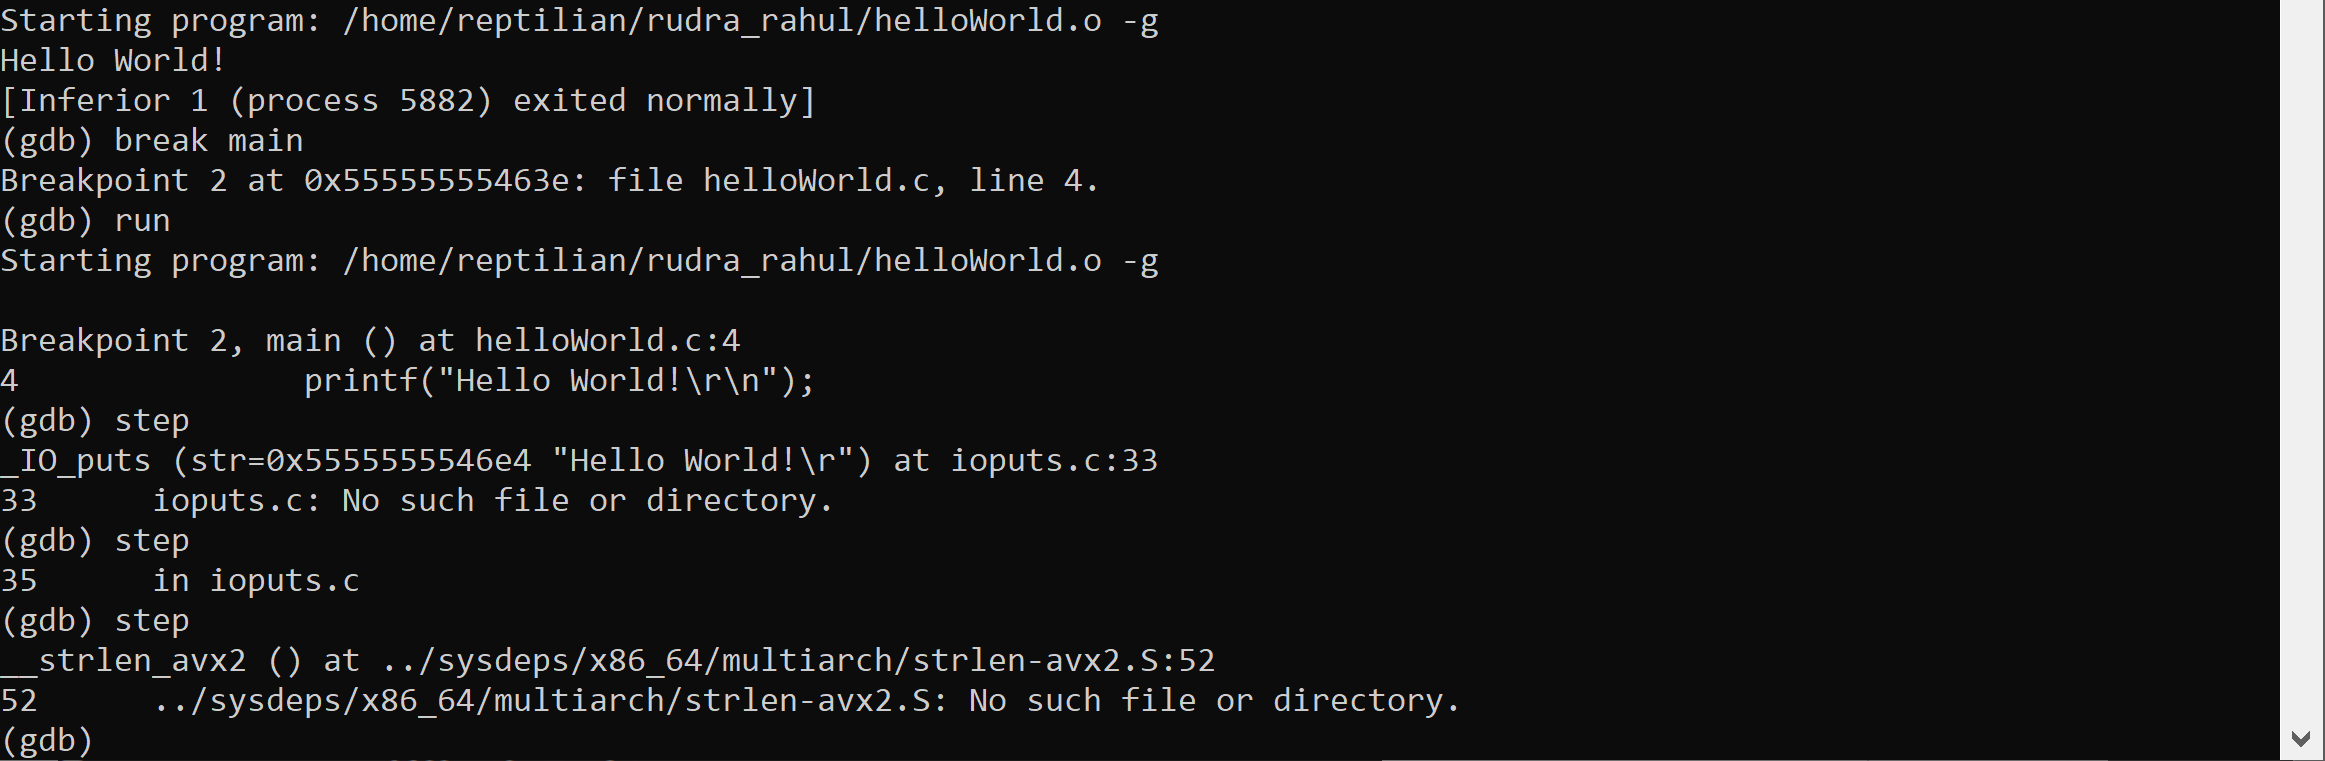 Starting program: /home/reptilian/rudra_rahul/helloWorld.o -g
Hello World!
[Inferior 1 (process 5882) exited normally]
(gdb) break main
Breakpoint 2 at 0x55555555463e: file helloWorld.c, line 4.
(gdb) run
Starting program: /home/reptilian/rudra_rahul/helloWorld.o -g

Breakpoint 2, main () at helloWorld.c:4
4               printf("Hello World!\r\n");
(gdb) step
_IO_puts (str=0x5555555546e4 "Hello World!\r") at ioputs.c:33
33      ioputs.c: No such file or directory.
(gdb) step
35      in ioputs.c
(gdb) step
__strlen_avx2 () at ../sysdeps/x86_64/multiarch/strlen-avx2.S:52
52      ../sysdeps/x86_64/multiarch/strlen-avx2.S: No such file or directory.
(gdb)